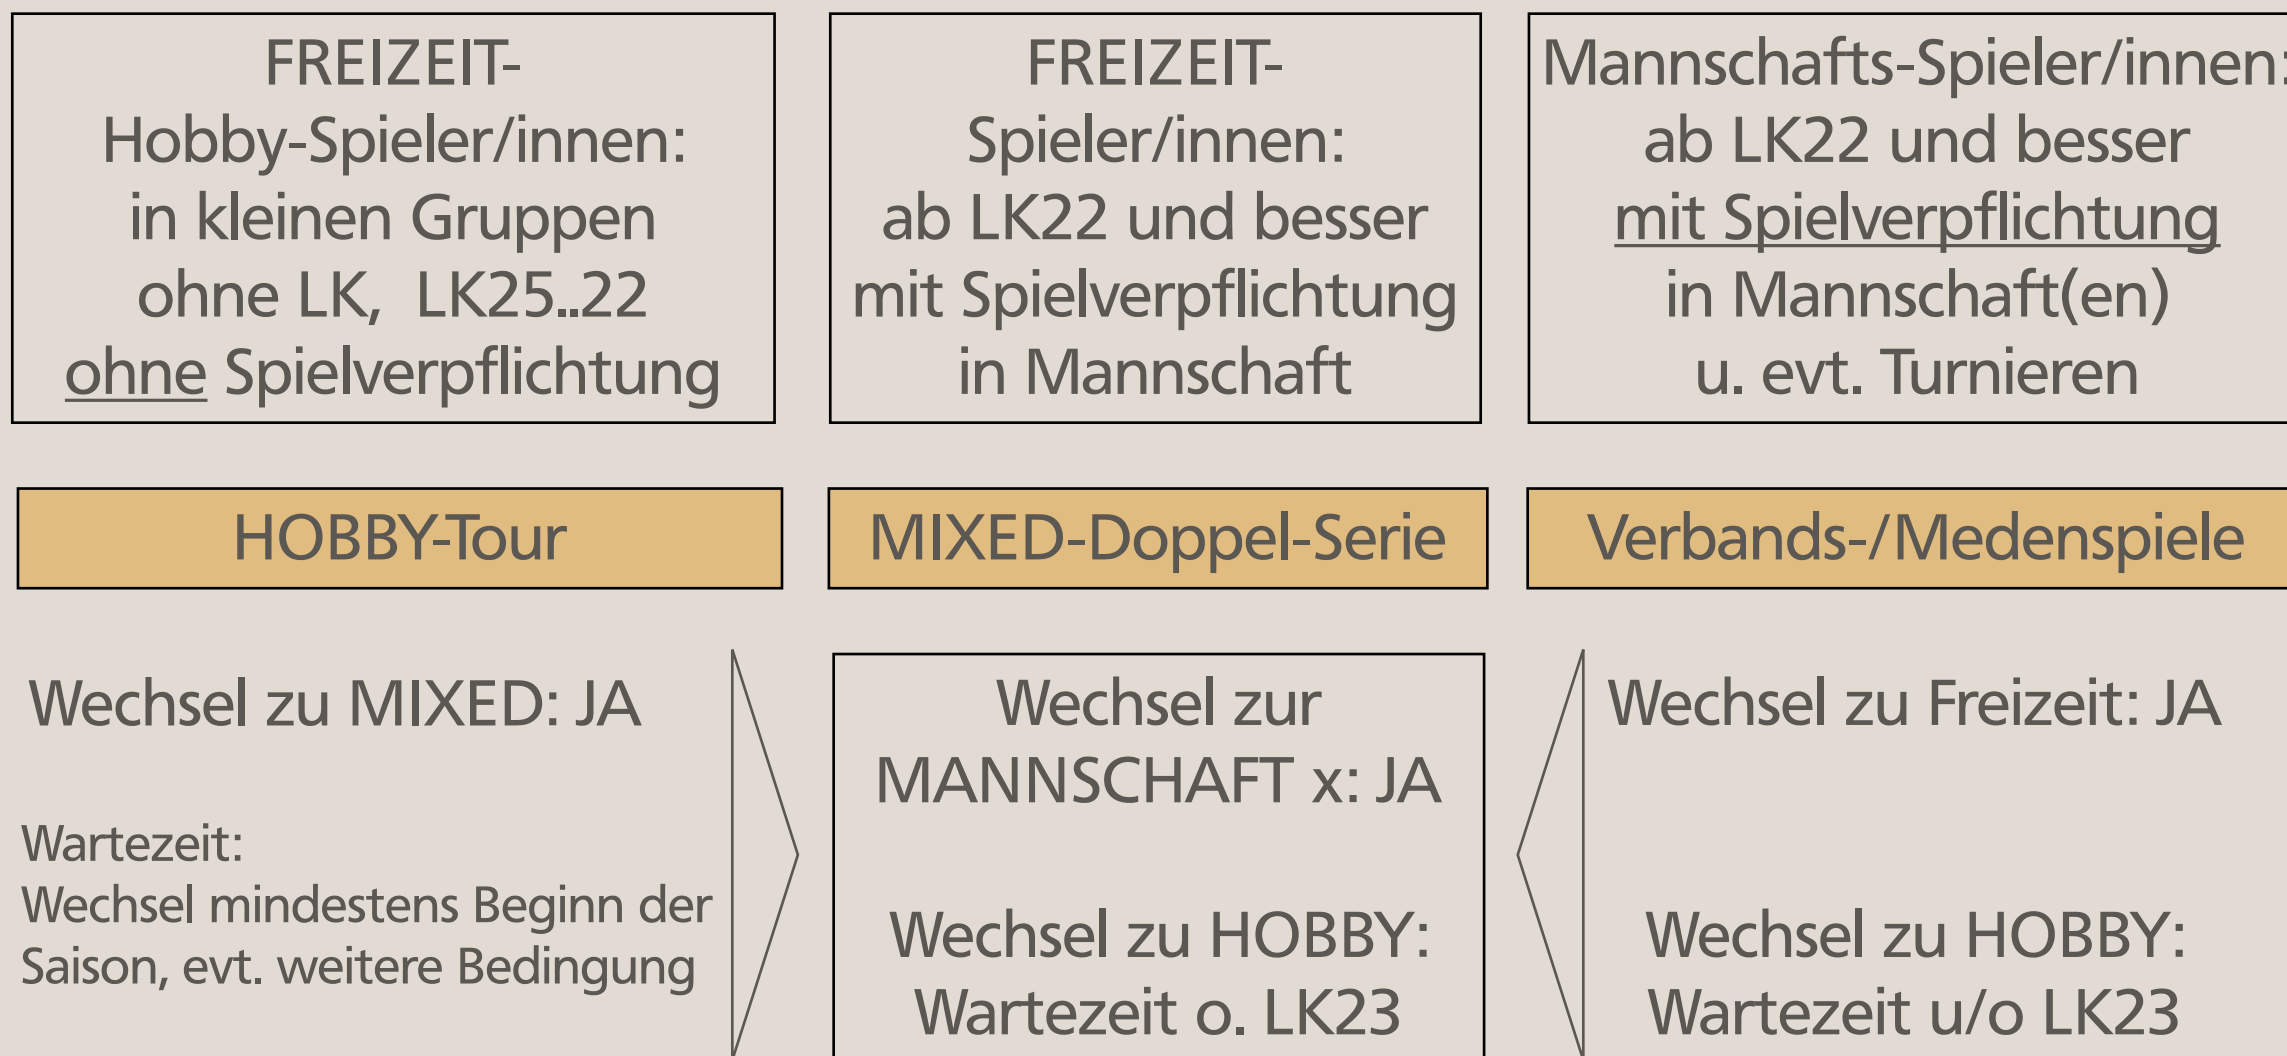 FREIZEIT-
Hobby-Spieler/innen:
in kleinen Gruppen
ohne LK, LK25..22
ohne Spielverpflichtung
FREIZEIT-
Spieler/innen:
ab LK22 und besser
mit Spielverpflichtung
in Mannschaft
Mannschafts-Spieler/innen:
ab LK22 und besser
mit Spielverpflichtung
in Mannschaft(en)
u. evt. Turnieren
HOBBY-Tour
MIXED-Doppel-Serie
Verbands-/Medenspiele
Wechsel zu MIXED: JA
Wartezeit:
Wechsel mindestens Beginn der
Saison, evt. weitere Bedingung
Wechsel zur
MANNSCHAFT x: JA
Wechsel zu HOBBY:
Wartezeit o. LK23
Wechsel zu Freizeit: JA
Wechsel zu HOBBY:
Wartezeit u/o LK23